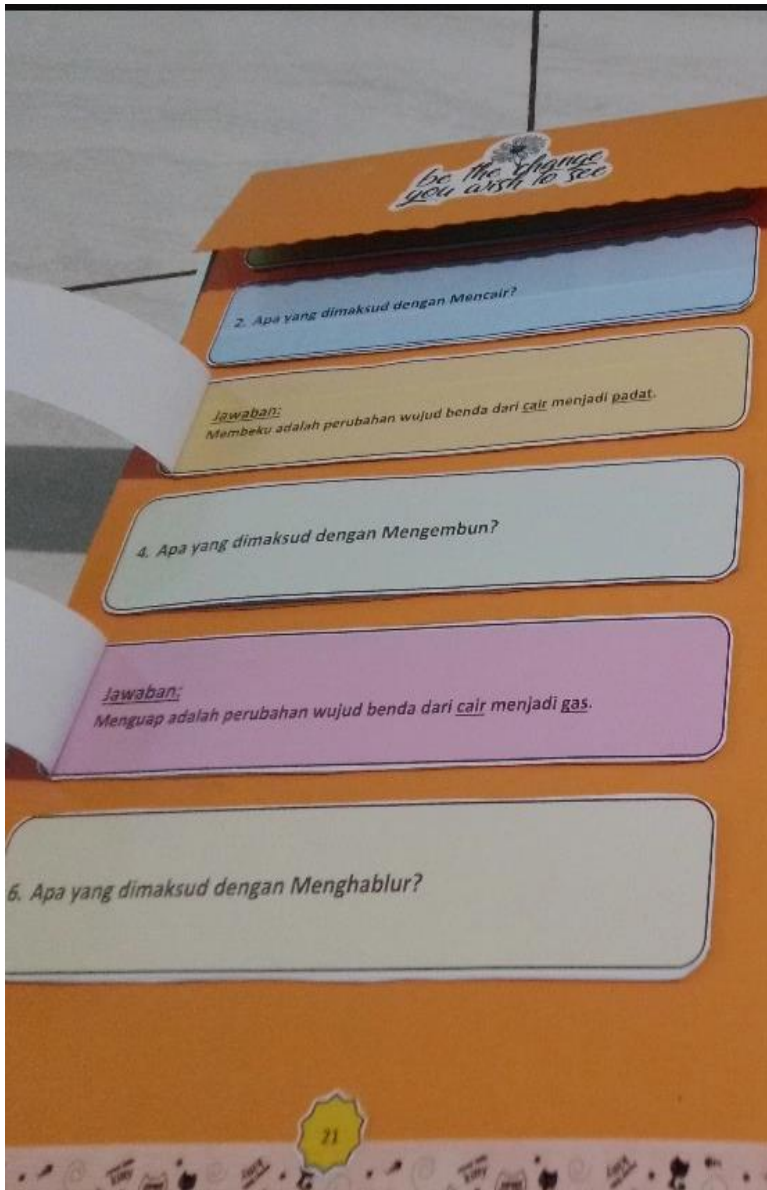 be the change
you wish to see
2. Apa yang dimaksud dengan Mencair?
Jawaban:
Membeku adalah perubahan wujud benda dari cair menjadi padat.
4. Apa yang dimaksud dengan Mengembun?
Jawaban:
Menguap adalah perubahan wujud benda dari cair menjadi gas.
6. Apa yang dimaksud dengan Menghablur?
21